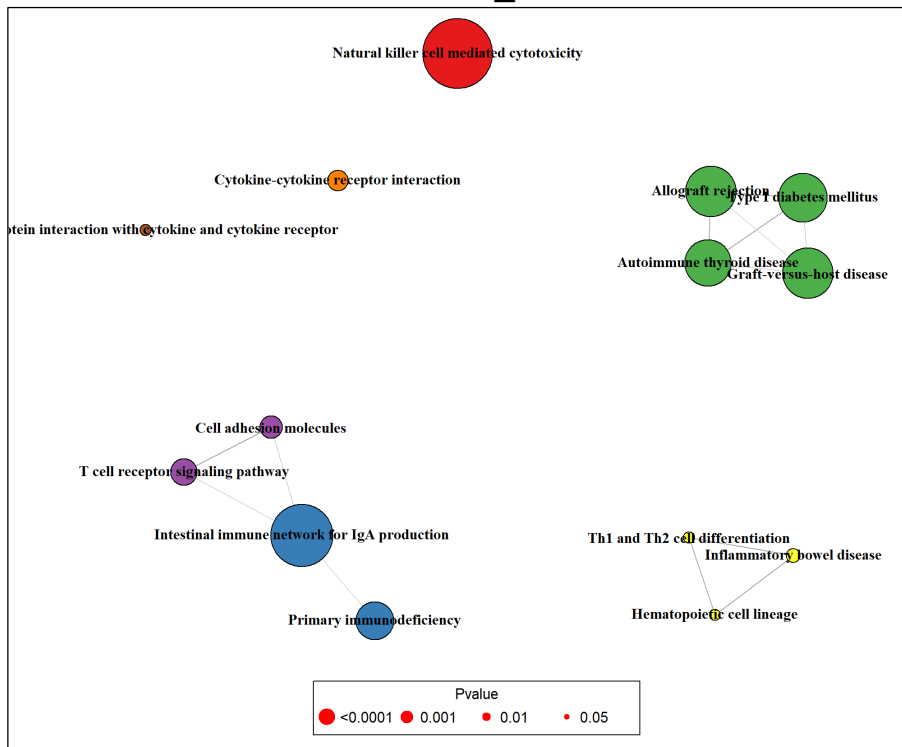 Natural killer cell mediated cytotoxicity
Cytokine-cytokine receptor interaction
Allograft rejection
Type I diabetes mellitus
interaction with cytokine and cytokine receptor
Autoimmune thyroid disease
Graft-versus-host disease
Cell adhesion molecules
T cell receptor signaling pathway
Intestinal immune network for IgA production
Th1 and Th2 cell differentiation
Inflammatory bowel disease
Hematopoietic cell lineage
Primary immunodeficiency
Pvalue
<0.0001 0.001 0.01 0.05